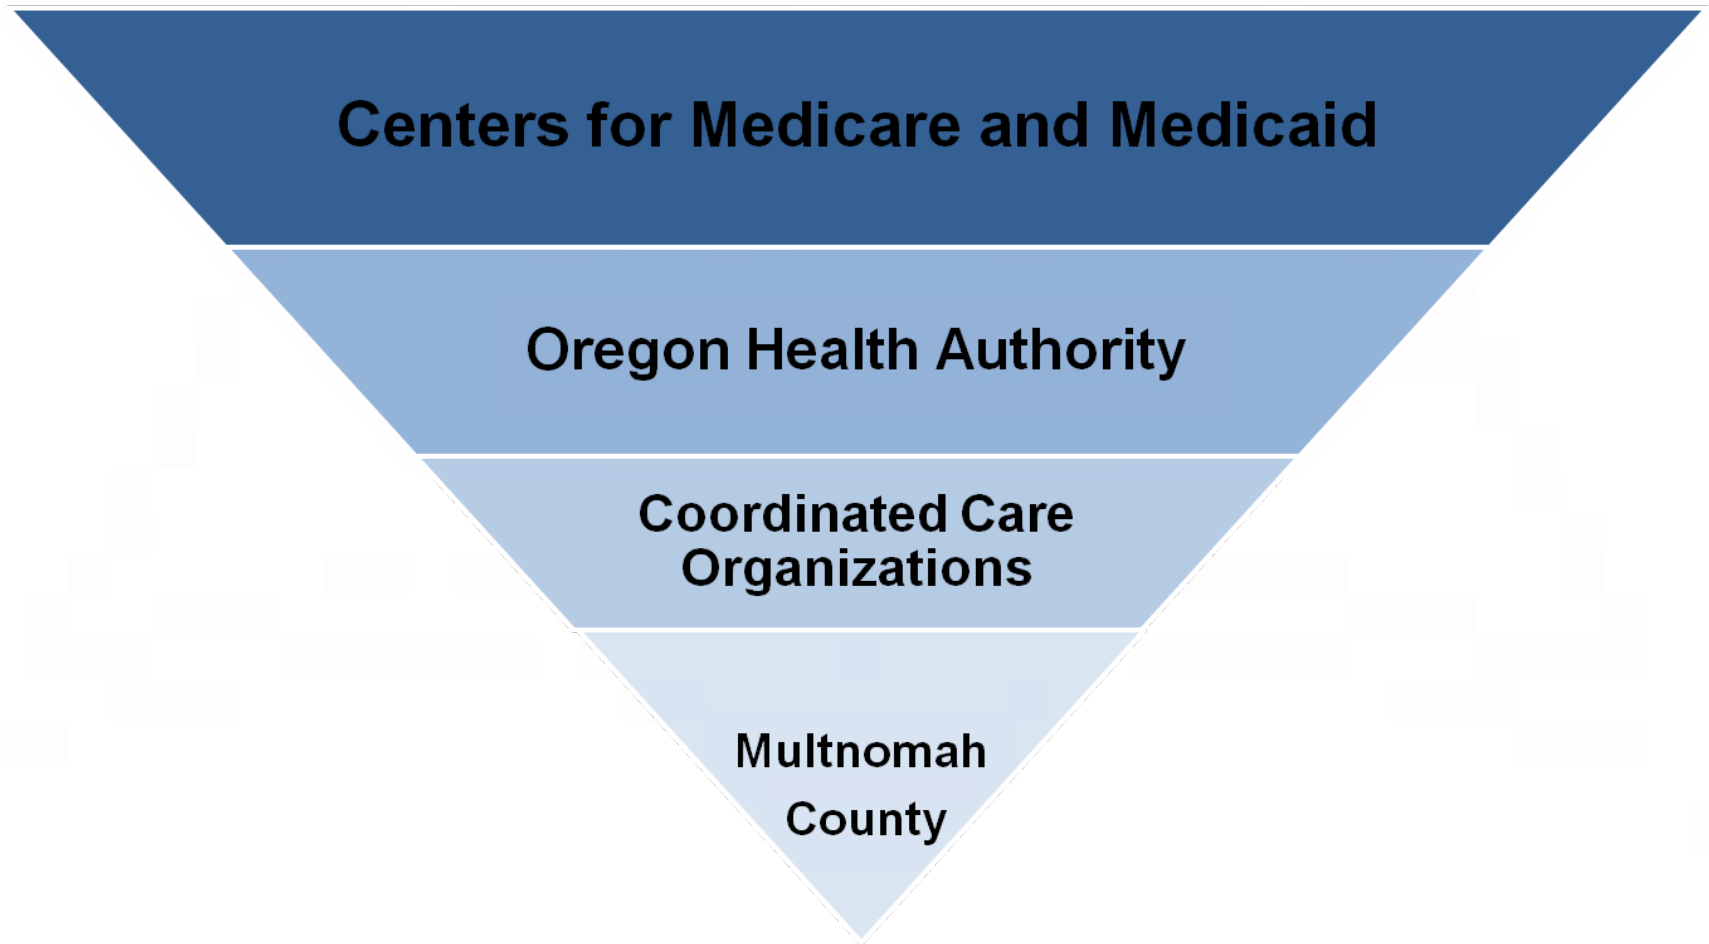 Centers for Medicare and Medicaid
Oregon Health Authority
Coordinated Care
Organizations
Multnomah
County